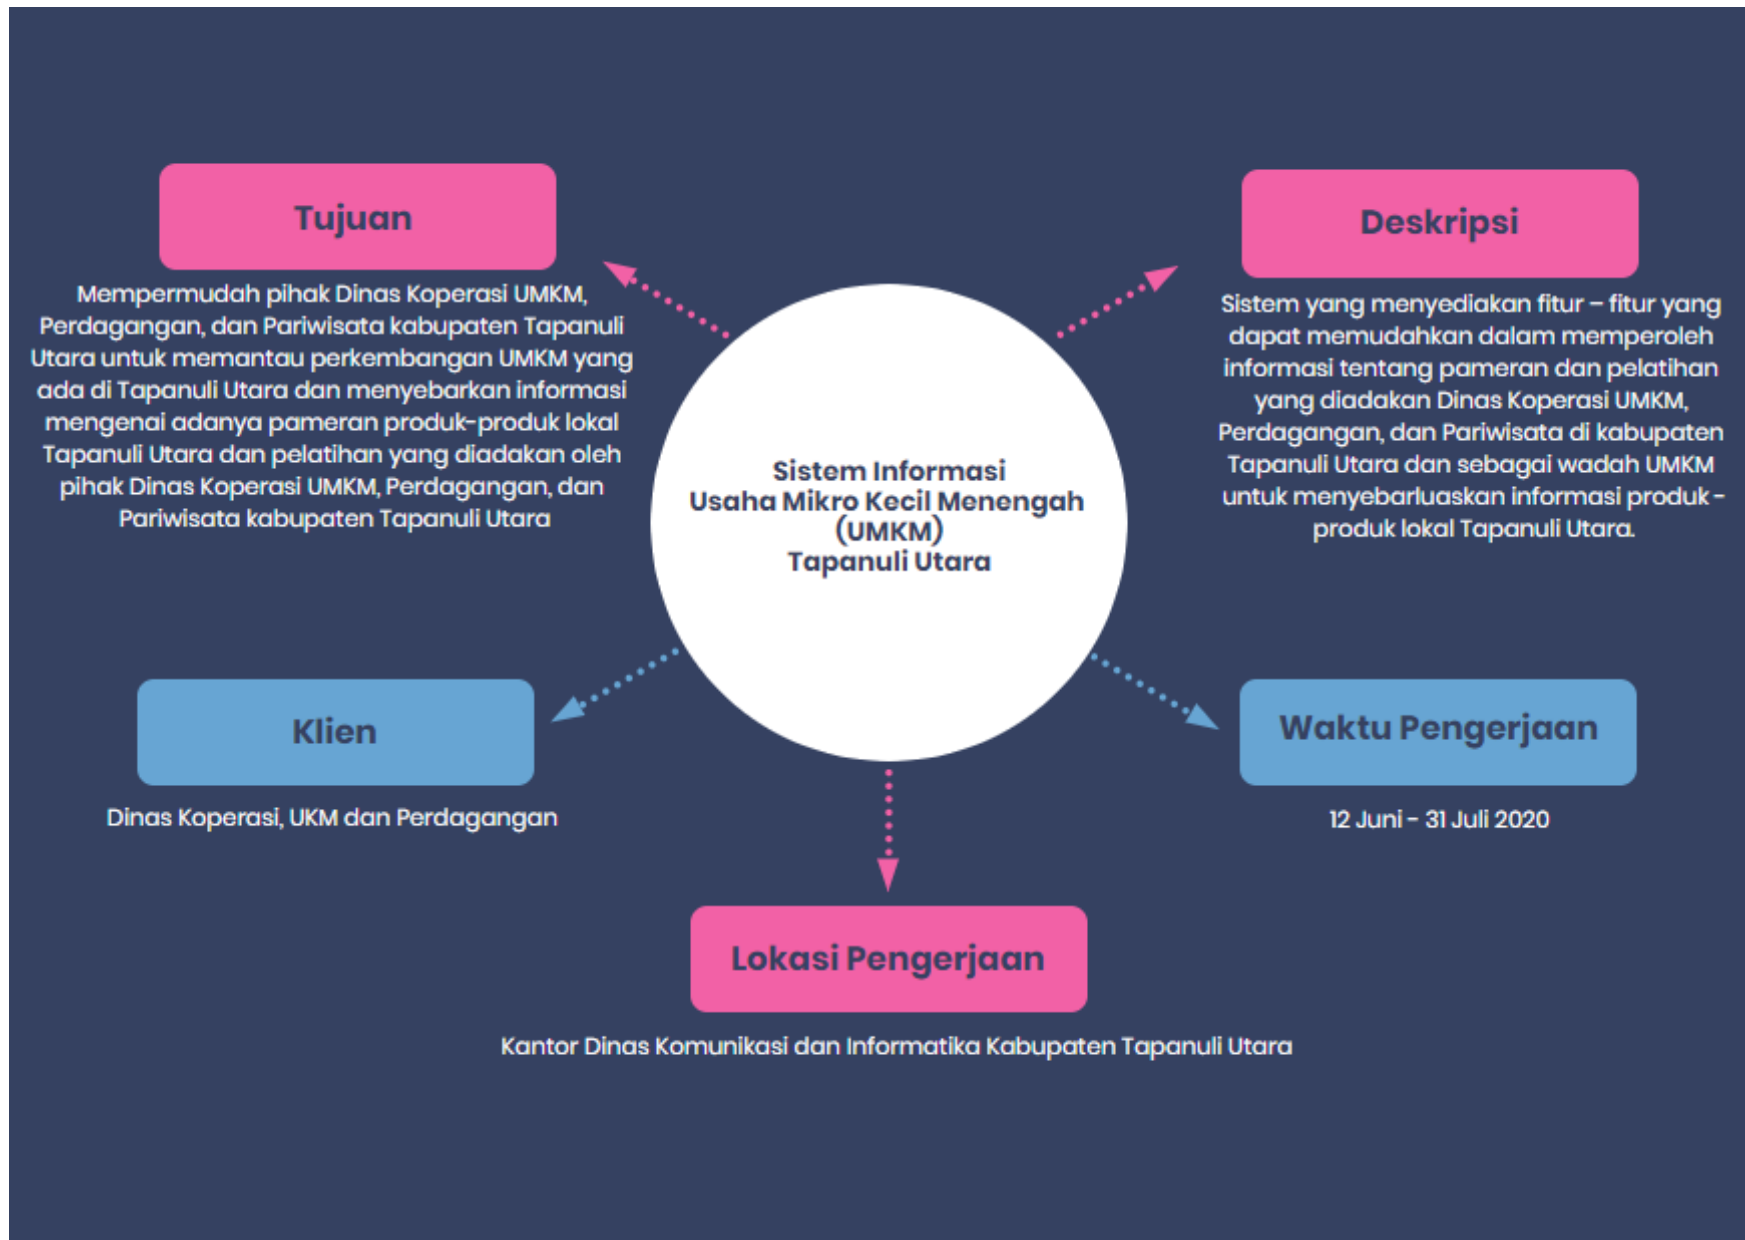 Tujuan
Mempermudah pihak Dinas Koperasi UMKM,
Perdagangan, dan Pariwisata kabupaten Tapanuli
Utara untuk memantau perkembangan UMKM yang
ada di Tapanuli Utara dan menyebarkan informasi
mengenai adanya pameran produk-produk lokal
Tapanuli Utara dan pelatihan yang diadakan oleh
pihak Dinas Koperasi UMKM, Perdagangan, dan
Pariwisata kabupaten Tapanuli Utara
Deskripsi
Sistem yang menyediakan fitur – fitur yang
dapat memudahkan dalam memperoleh
informasi tentang pameran dan pelatihan
yang diadakan Dinas Koperasi UMKM,
Perdagangan, dan Pariwisata di kabupaten
Tapanuli Utara dan sebagai wadah UMKM
untuk menyebarluaskan informasi produk -
produk lokal Tapanuli Utara.
Sistem Informasi
Usaha Mikro Kecil Menengah
(UMKM)
Tapanuli Utara
Klien
Dinas Koperasi, UKM dan Perdagangan
Waktu Pengerjaan
12 Juni - 31 Juli 2020
Lokasi Pengerjaan
Kantor Dinas Komunikasi dan Informatika Kabupaten Tapanuli Utara